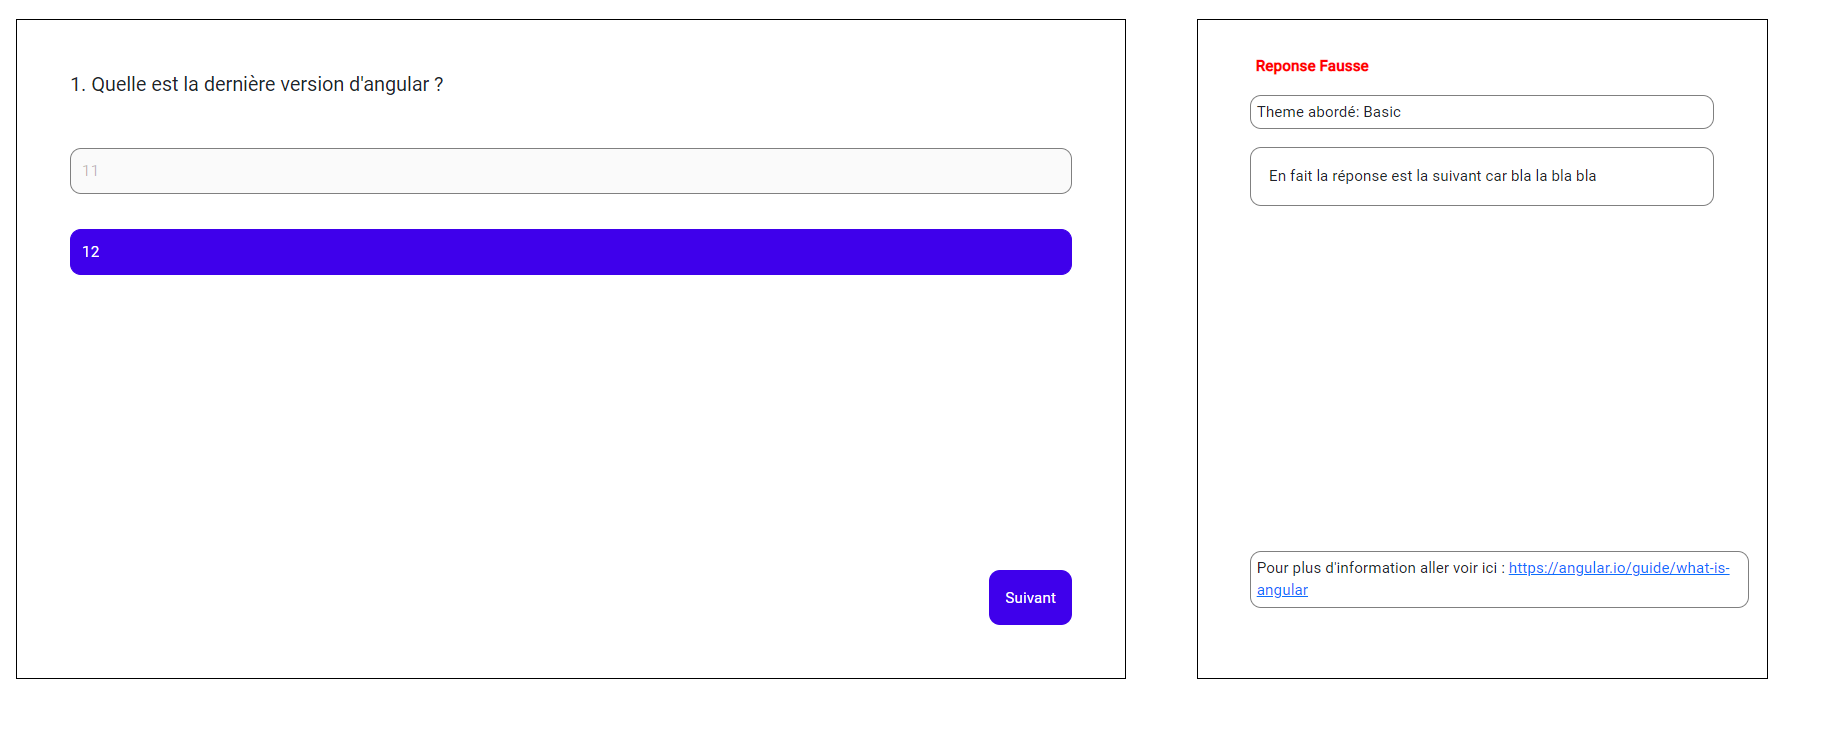 1. Quelle est la dernière version d'angular ?
11
12
Suivant
Reponse Fausse
Theme abordé: Basic
En fait la réponse est la suivant car bla la bla bla
Pour plus d'information aller voir ici : https://angular.io/guide/what-is-
angular